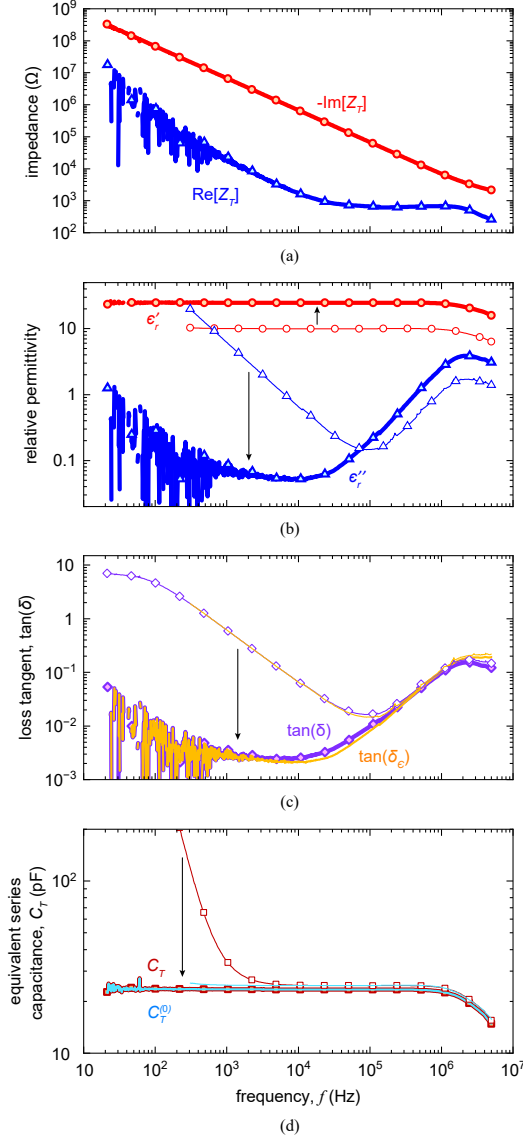 10⁹
10⁸
10⁷
10⁶
10⁵
10⁴
10³
10²
impedance (Ω)
-Im[Z_T]
Re[Z_T]
(a)
10
1
0.1
relative permittivity
ϵ_r′
ϵ_r″
(b)
10
1
10⁻¹
10⁻²
10⁻³
loss tangent, tan(δ)
tan(δ)
tan(δ_ϵ)
(c)
10²
10
equivalent series
capacitance, C_T (pF)
C_T
C_T⁽⁰⁾
10 10² 10³ 10⁴ 10⁵ 10⁶ 10⁷
frequency, f (Hz)
(d)